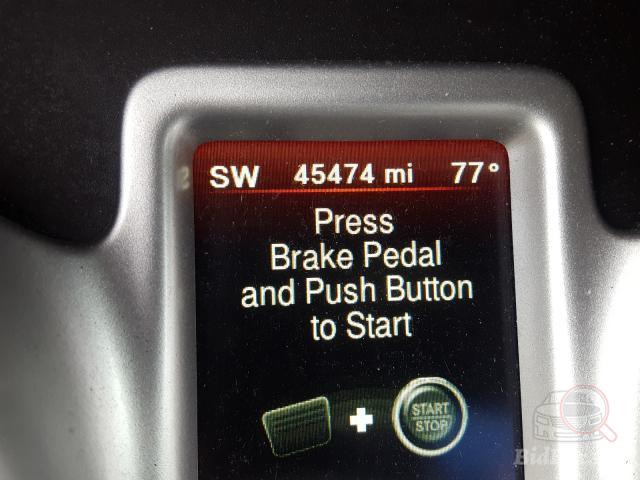 SW 45474 mi 77°
Press
Brake Pedal
and Push Button
to Start
START
STOP